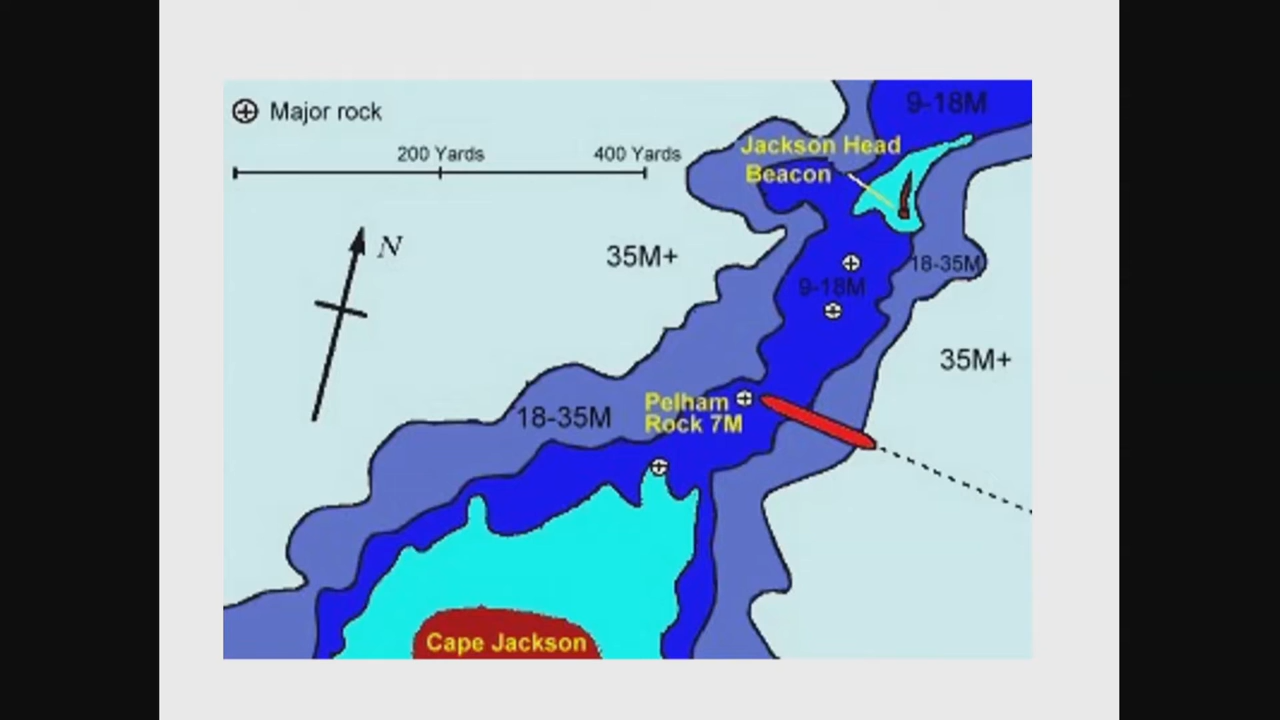 Major rock
200 Yards 400 Yards
9-18M
Jackson Head
Beacon
N
35M+
18-35M
9-18M
35M+
18-35M
Pelham
Rock 7M
Cape Jackson